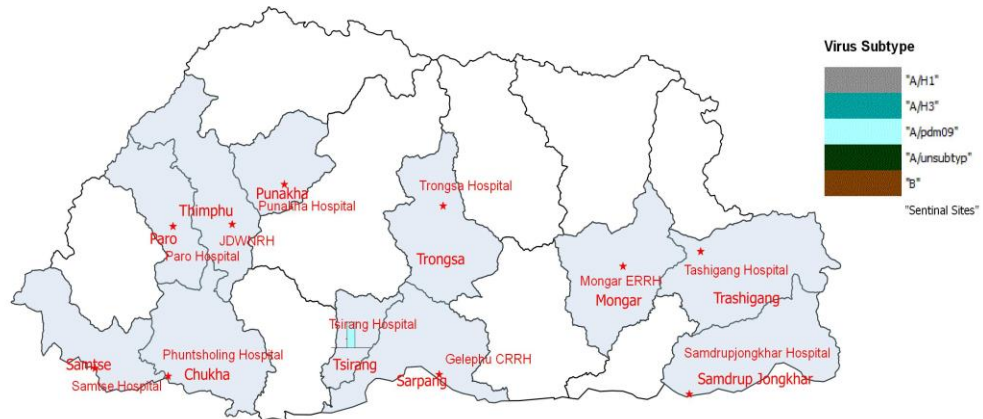 Virus Subtype
"A/H1"
"A/H3"
"A/pdm09"
"A/unsubtyp"
"B"
"Sentinal Sites"
Punakha
Punakha Hospital
Trongsa Hospital
Thimphu
JDWNRH
Paro
Paro Hospital
Trongsa
Mongar ERRH
Mongar
Tashigang Hospital
Trashigang
Tsirang Hospital
Tsirang
Phuntsholing Hospital
Chukha
Samtse
Samtse Hospital
Gelephu CRRH
Sarpang
Samdrupjongkhar Hospital
Samdrup Jongkhar